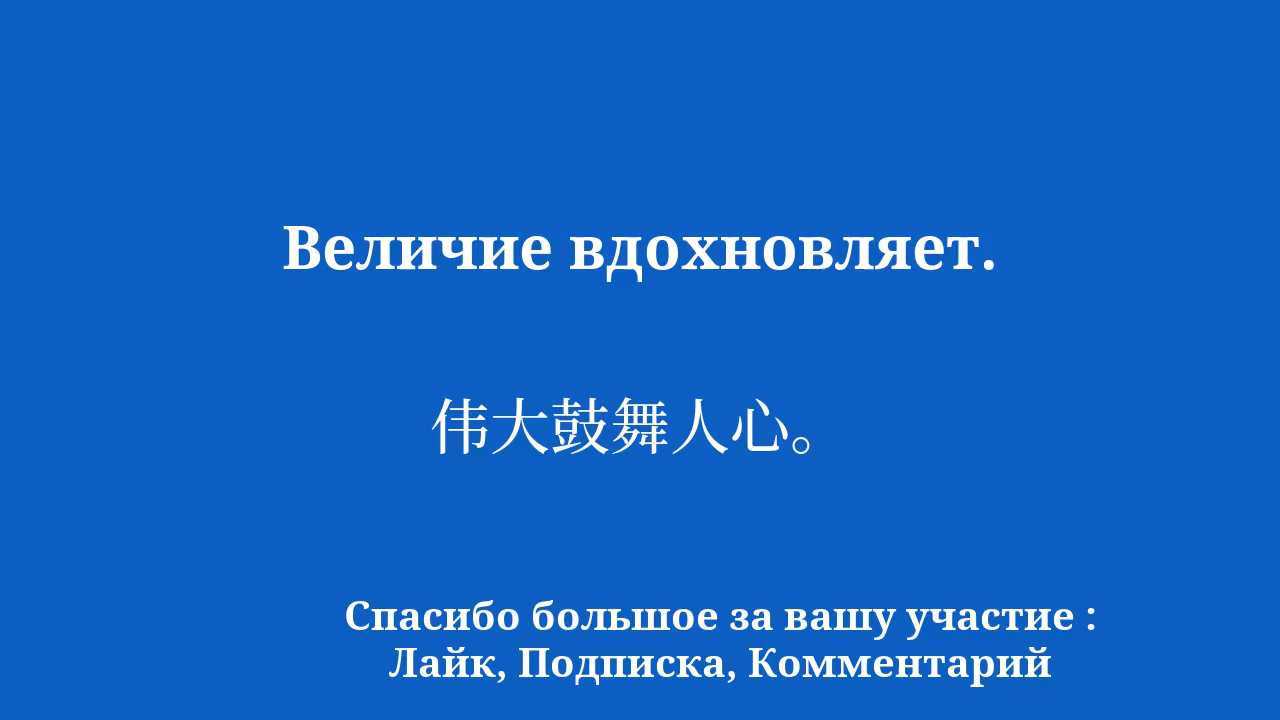 Величие вдохновляет.
伟大鼓舞人心。
Спасибо большое за вашу участие :
Лайк, Подписка, Комментарий